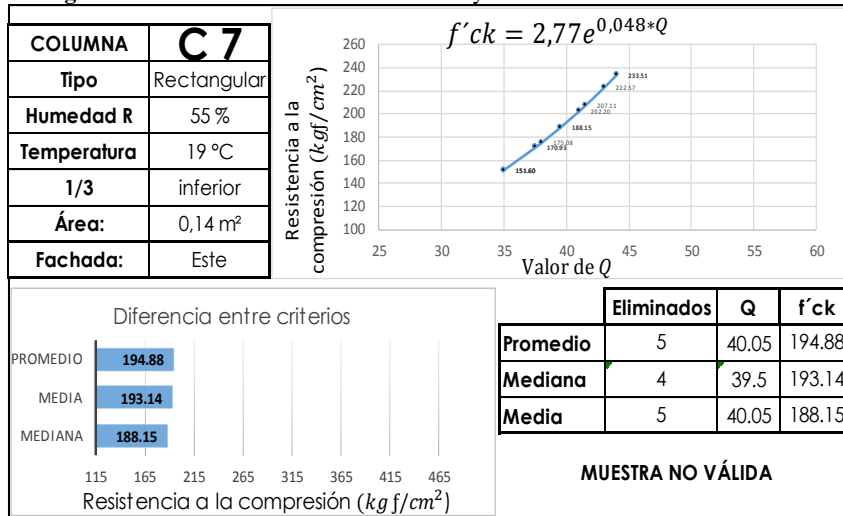 COLUMNA C 7
Tipo Rectangular
Humedad R 55 %
Temperatura 19 °C
1/3 inferior
Área: 0,14 m²
Fachada: Este
f´ck = 2,77e^0,048*Q
Resistencia a la
compresión (kgf/cm²)
260
240
220
200
180
160
140
120
100
233.51
222.57
207.11
202.20
188.15
175.08
170.93
151.60
25 30 35 40 45 50 55 60
Valor de Q
Diferencia entre criterios
PROMEDIO 194.88
MEDIA 193.14
MEDIANA 188.15
115 165 215 265 315 365 415 465
Resistencia a la compresión (kg f/cm²)
Eliminados Q f´ck
Promedio 5 40.05 194.88
Mediana 4 39.5 193.14
Media 5 40.05 188.15
MUESTRA NO VÁLIDA